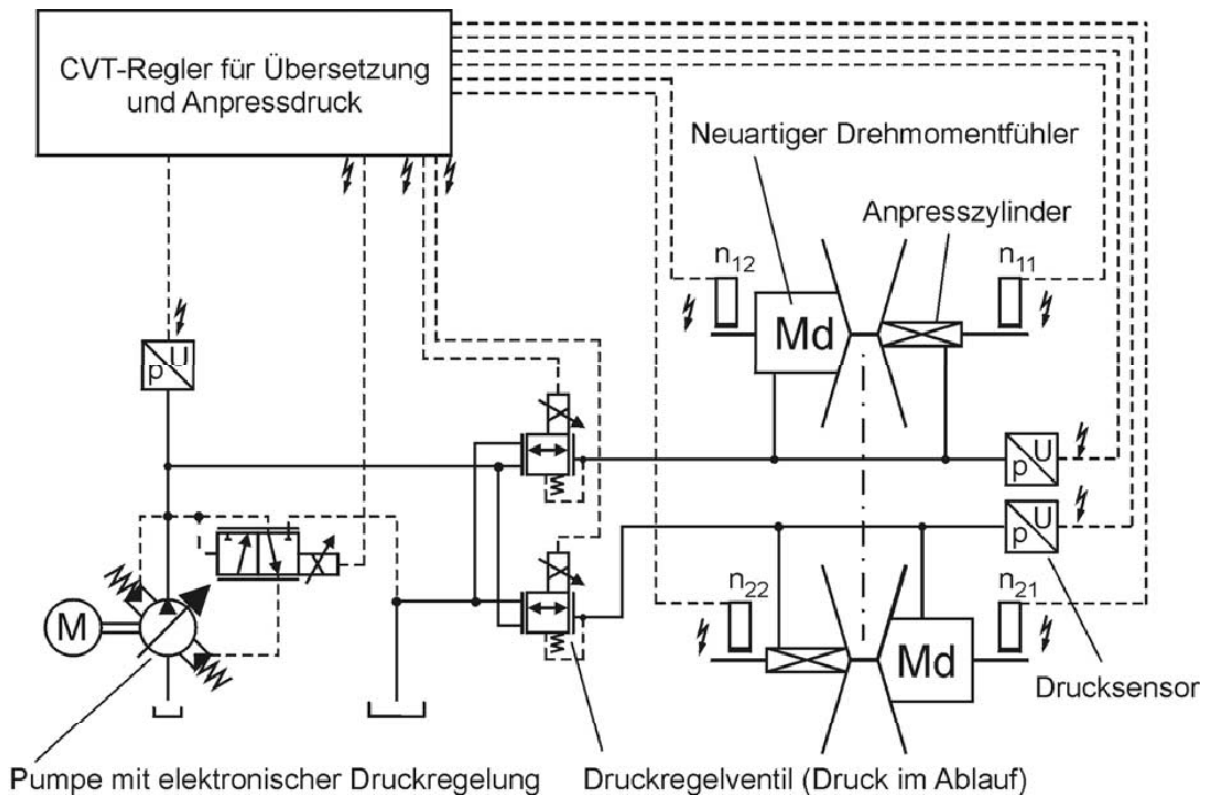 CVT-Regler für Übersetzung
und Anpressdruck
Neuartiger Drehmomentfühler
Anpresszylinder
n12
n11
Md
U
p
U
p
U
p
n22
n21
M
Md
Drucksensor
Pumpe mit elektronischer Druckregelung
Druckregelventil (Druck im Ablauf)